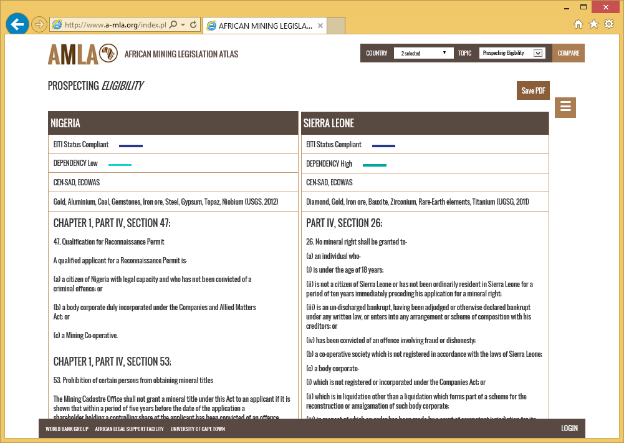 http://www.a-mla.org/index.pl
AFRICAN MINING LEGISLA...
AMLA
AFRICAN MINING LEGISLATION ATLAS
COUNTRY
2 selected
TOPIC
Prospecting Eligibility
COMPARE
PROSPECTING ELIGIBILITY
Save PDF
NIGERIA
EITI Status Compliant
DEPENDENCY Low
CEN-SAD, ECOWAS
Gold, Aluminium, Coal, Gemstones, Iron ore, Steel, Gypsum, Topaz, Niobium (USGS, 2012)
CHAPTER 1, PART IV, SECTION 47:
47. Qualification for Reconnaissance Permit
A qualified applicant for a Reconnaissance Permit is-
(a) a citizen of Nigeria with legal capacity and who has not been convicted of a
criminal offence; or
(b) a body corporate duly incorporated under the Companies and Allied Matters
Act; or
(c) a Mining Co-operative.
CHAPTER 1, PART IV, SECTION 53:
53. Prohibition of certain persons from obtaining mineral titles
The Mining Cadastre Office shall not grant a mineral title under this Act to an applicant if it is
shown that within a period of five years before the date of the application a
shareholder holding a controlling share of the applicant has been convicted of an offence
SIERRA LEONE
EITI Status Compliant
DEPENDENCY High
CEN-SAD, ECOWAS
Diamond, Gold, Iron ore, Bauxite, Zirconium, Rare-Earth elements, Titanium (UGSG, 2011)
PART IV, SECTION 26:
26. No mineral right shall be granted to-
(a) an individual who-
(i) is under the age of 18 years;
(ii) is not a citizen of Sierra Leone or has not been ordinarily resident in Sierra Leone for a
period of ten years immediately preceding his application for a mineral right;
(iii) is an un-discharged bankrupt, having been adjudged or otherwise declared bankrupt
under any written law, or enters into any arrangement or scheme of composition with his
creditors; or
(iv) has been convicted of an offence involving fraud or dishonesty;
(b) a co-operative society which is not registered in accordance with the laws of Sierra Leone;
(c) a body corporate-
(i) which is not registered or incorporated under the Companies Act; or
(ii) which is in liquidation other than a liquidation which forms part of a scheme for the
reconstruction or amalgamation of such body corporate;
WORLD BANK GROUP
AFRICAN LEGAL SUPPORT FACILITY
UNIVERSITY OF CAPE TOWN
LOGIN